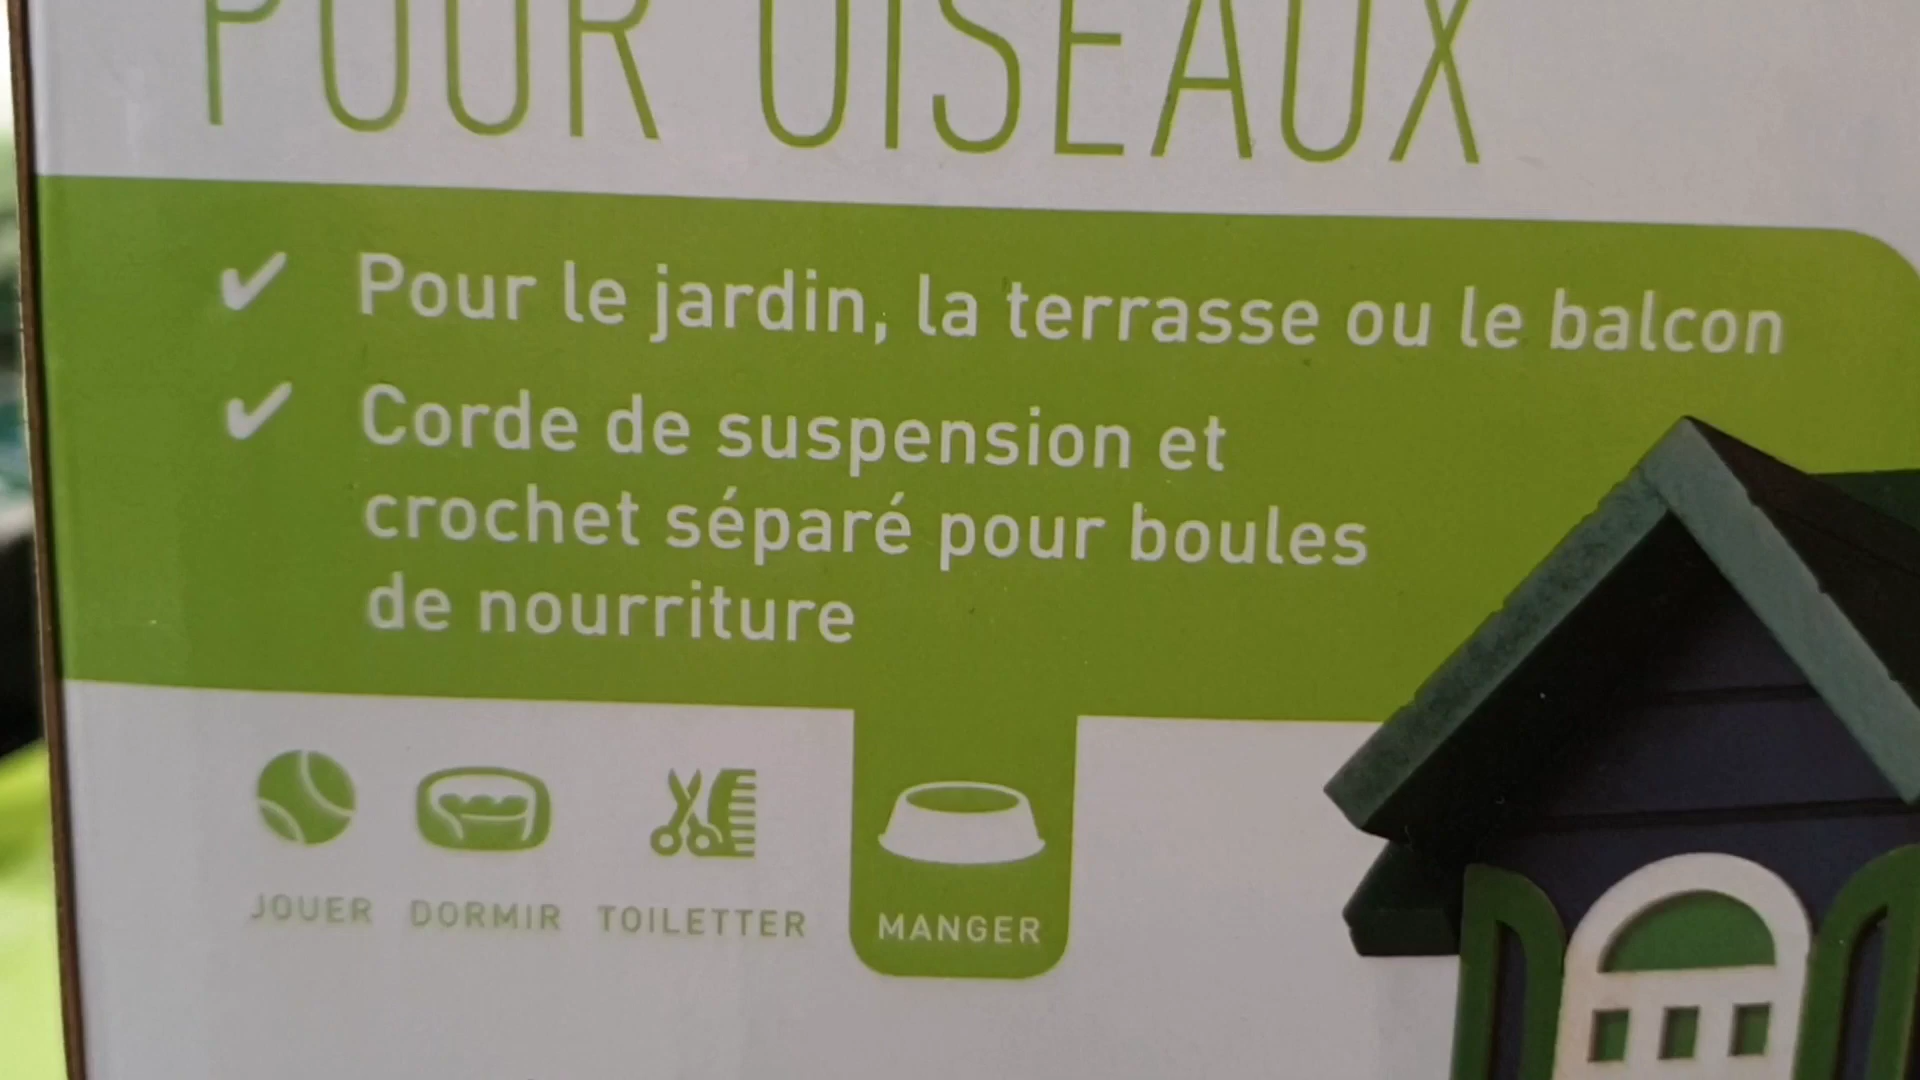 POUR OISEAUX
Pour le jardin, la terrasse ou le balcon
Corde de suspension et
crochet séparé pour boules
de nourriture
JOUER DORMIR TOILETTER MANGER